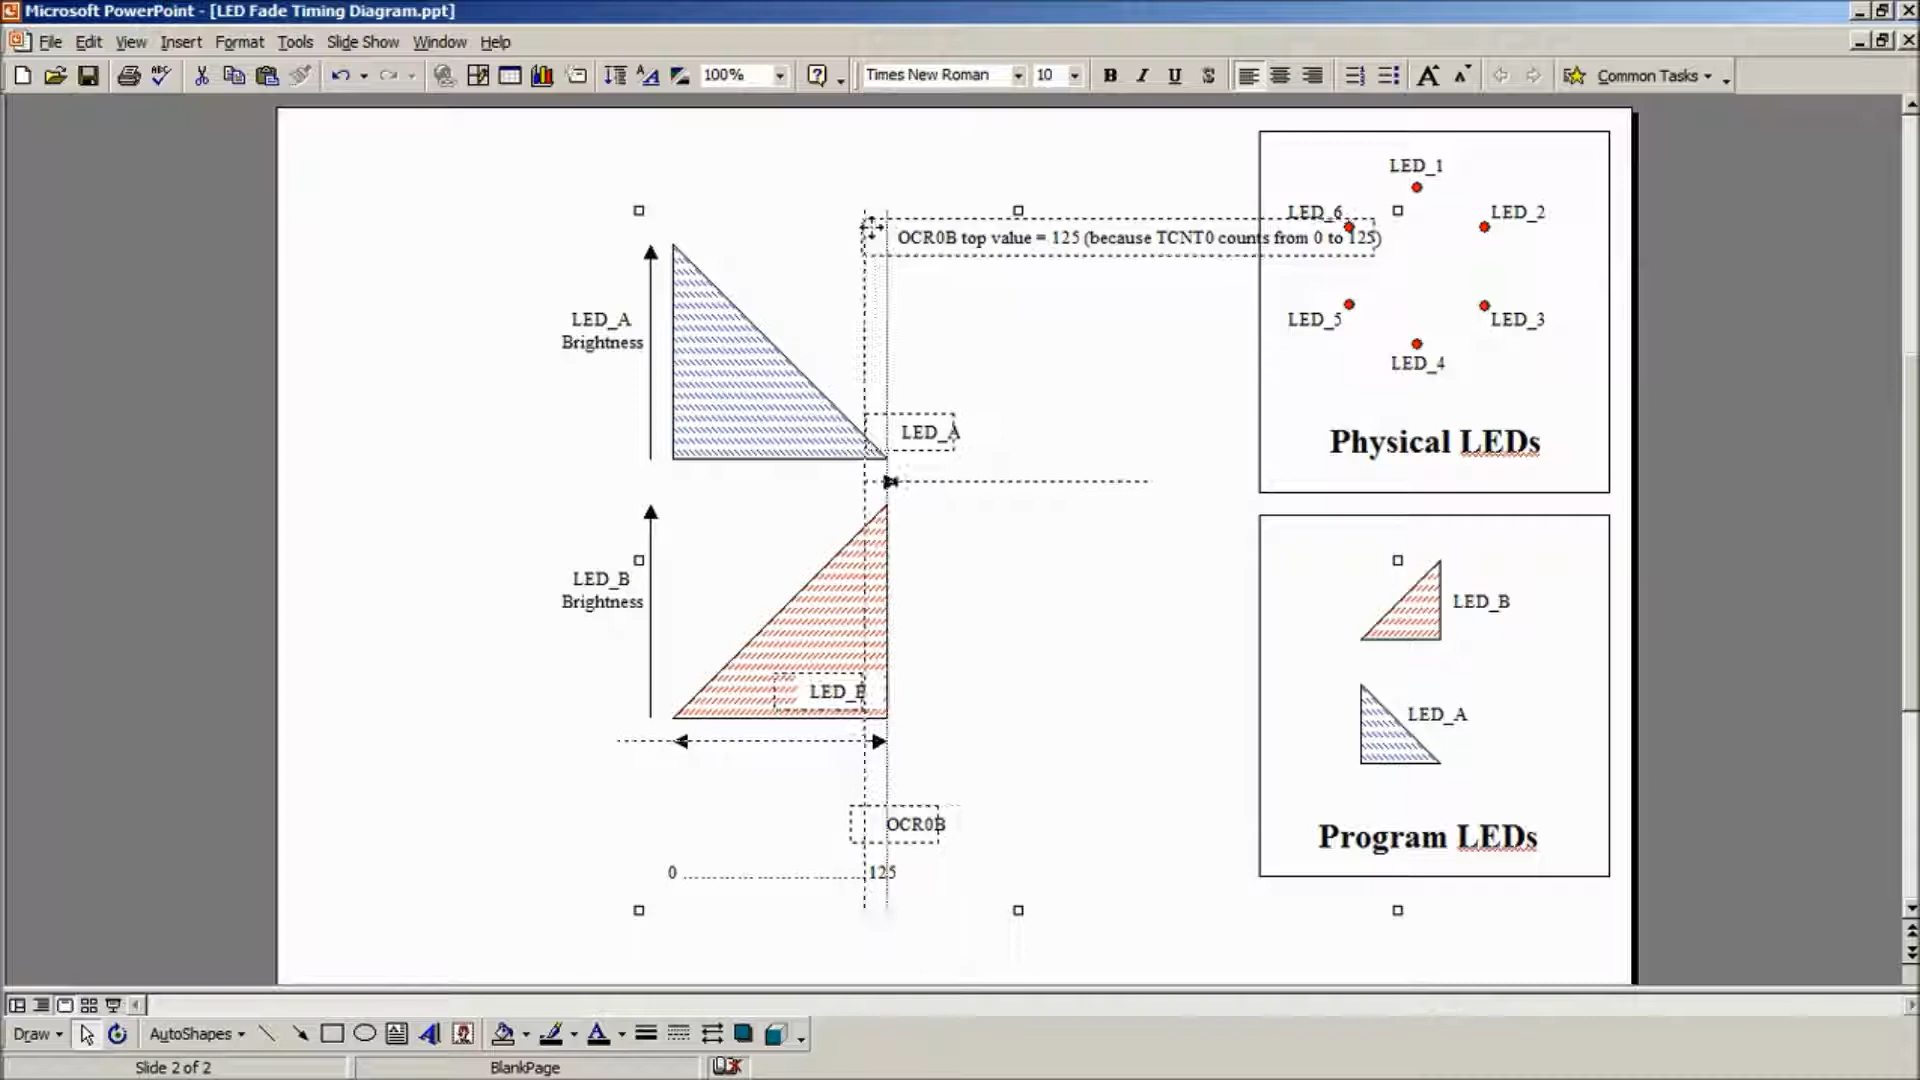 Microsoft PowerPoint - [LED Fade Timing Diagram.ppt]
File Edit View Insert Format Tools Slide Show Window Help
100% Times New Roman 10 B I U S Common Tasks
OCR0B top value = 125 (because TCNT0 counts from 0 to 125)
LED_A
Brightness
LED_A
LED_B
Brightness
LED_B
OCR0B
0 125
LED_1
LED_6 LED_2
LED_5 LED_3
LED_4
Physical LEDs
LED_B
LED_A
Program LEDs
Draw AutoShapes
Slide 2 of 2 BlankPage